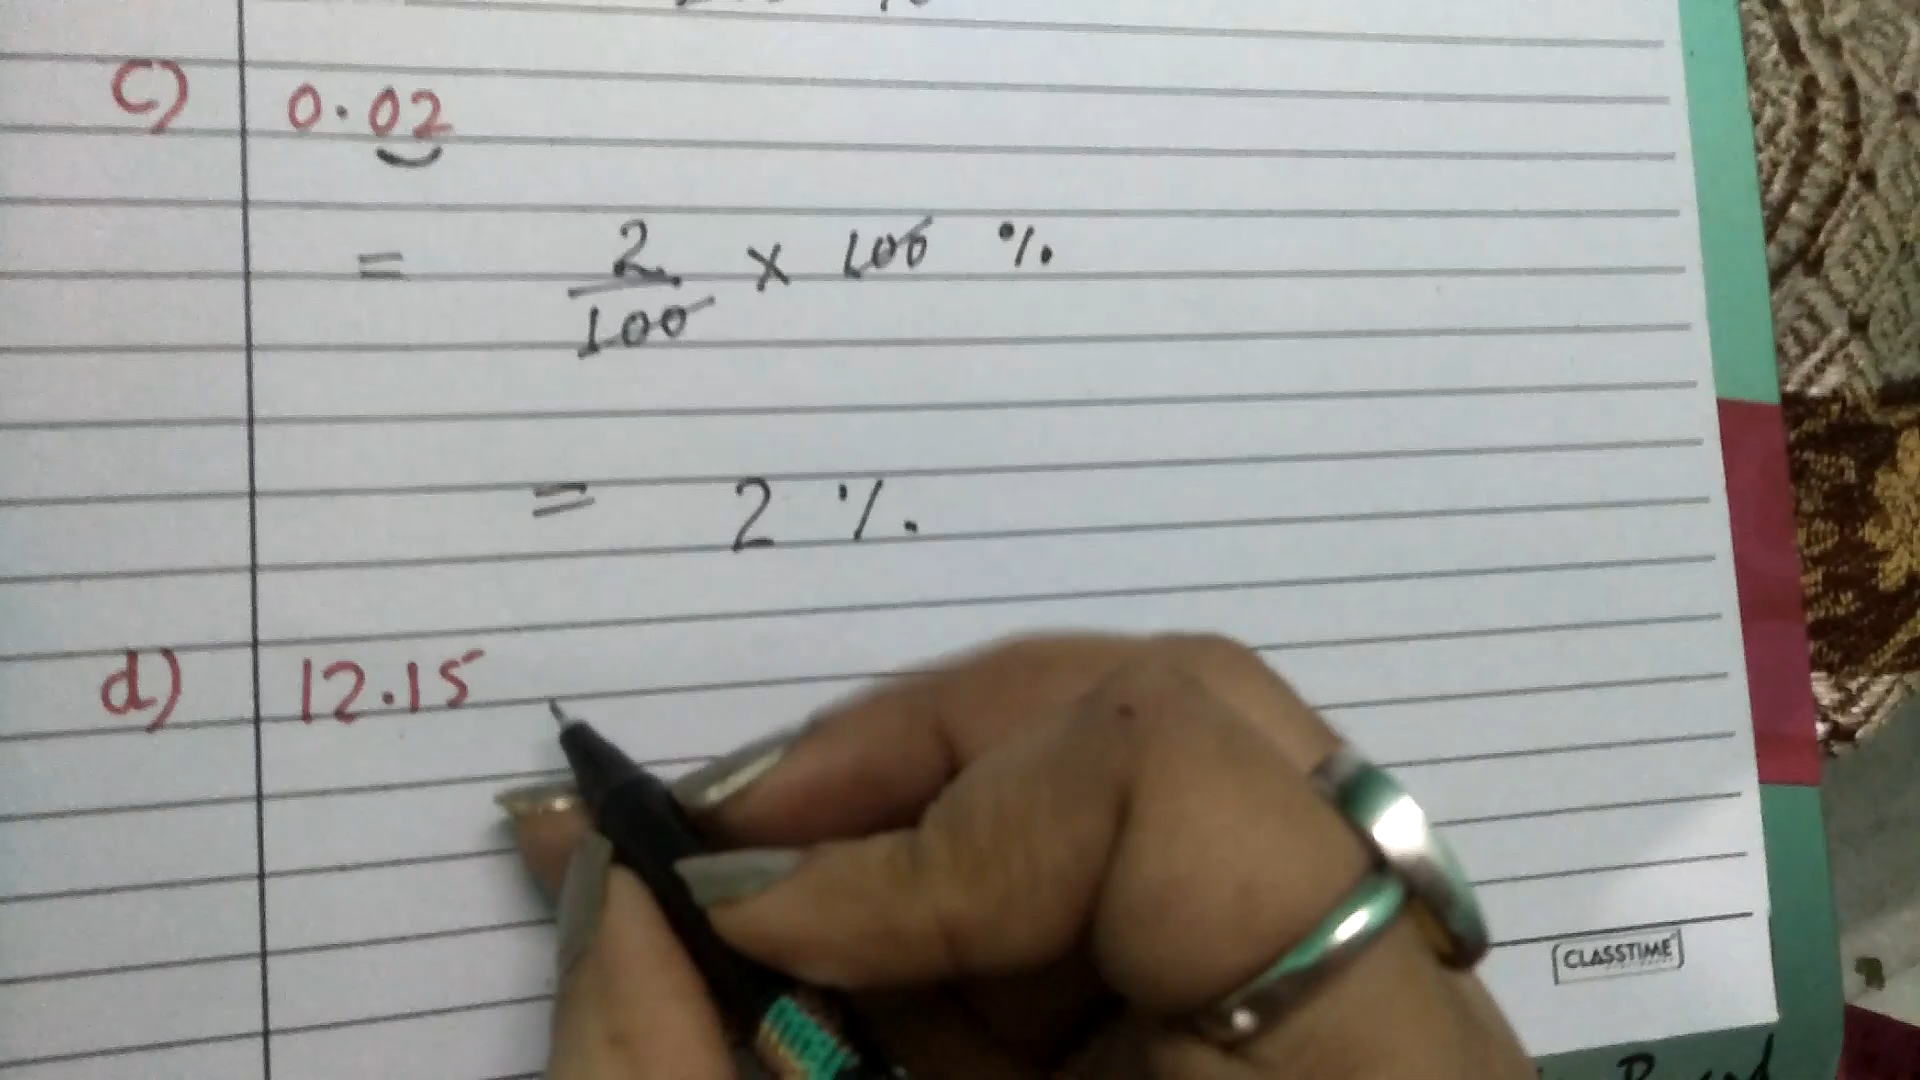 c) 0.02
= 2/100 × 100 %
= 2 %
d) 12.15
CLASSTIME